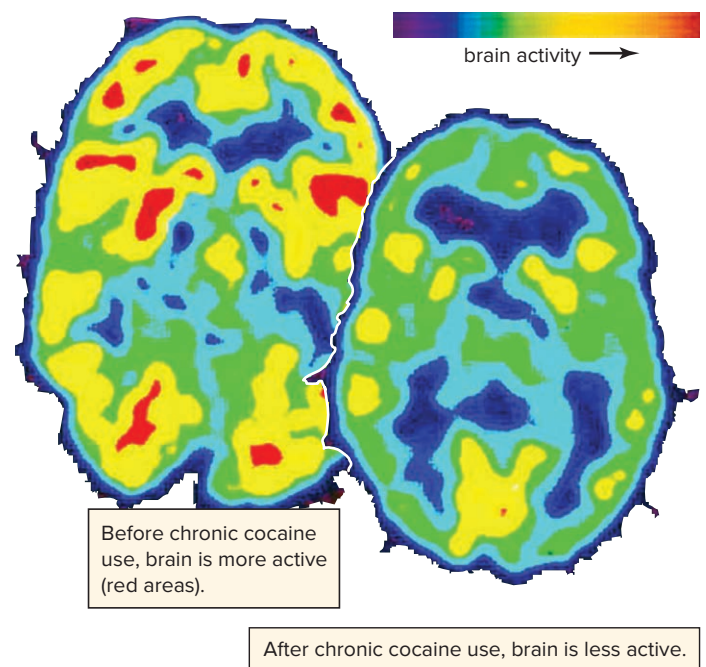 brain activity
Before chronic cocaine
use, brain is more active
(red areas).
After chronic cocaine use, brain is less active.